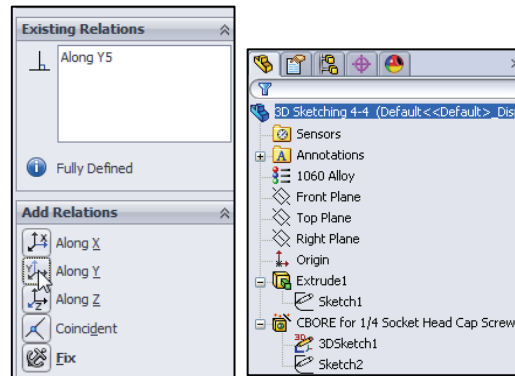 Existing Relations
Along Y5
Fully Defined
Add Relations
Along X
Along Y
Along Z
Coincident
Fix
3D Sketching 4-4 (Default<<Default>_Dis
Sensors
A Annotations
1060 Alloy
Front Plane
Top Plane
Right Plane
Origin
Extrude1
Sketch1
CBORE for 1/4 Socket Head Cap Screw
3D
3DSketch1
Sketch2